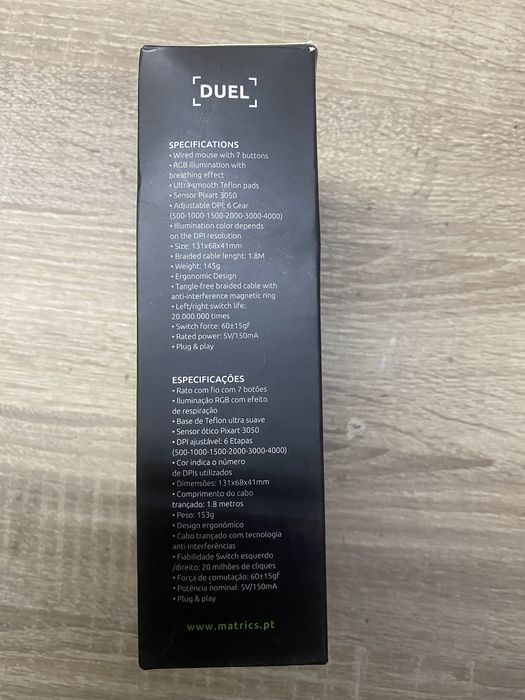 DUEL
SPECIFICATIONS
• Wired mouse with 7 buttons
• RGB illumination with
breathing effect
• Ultra-smooth Teflon pads
• Sensor Pixart 3050
• Adjustable DPI: 6 Gear
(500-1000-1500-2000-3000-4000)
• Illumination color depends
on the DPI resolution
• Size: 131x68x41mm
• Braided cable lenght: 1.8M
• Weight: 145g
• Ergonomic Design
• Tangle-free braided cable with
anti-interference magnetic ring
• Left/right switch life:
20.000.000 times
• Switch force: 60±15gf
• Rated power: 5V/150mA
• Plug & play
ESPECIFICAÇÕES
• Rato com fio com 7 botões
• Iluminação RGB com efeito
de respiração
• Base de Teflon ultra suave
• Sensor ótico Pixart 3050
• DPI ajustável: 6 Etapas
(500-1000-1500-2000-3000-4000)
• Cor indica o número
de DPIs utilizados
• Dimensões: 131x68x41mm
• Comprimento do cabo
trançado: 1.8 metros
• Peso: 153g
• Design ergonómico
• Cabo trançado com tecnologia
anti-interferências
• Fiabilidade Switch esquerdo
/direito: 20 milhões de cliques
• Força de comutação: 60±15gf
• Potência nominal: 5V/150mA
• Plug & play
www.matrics.pt